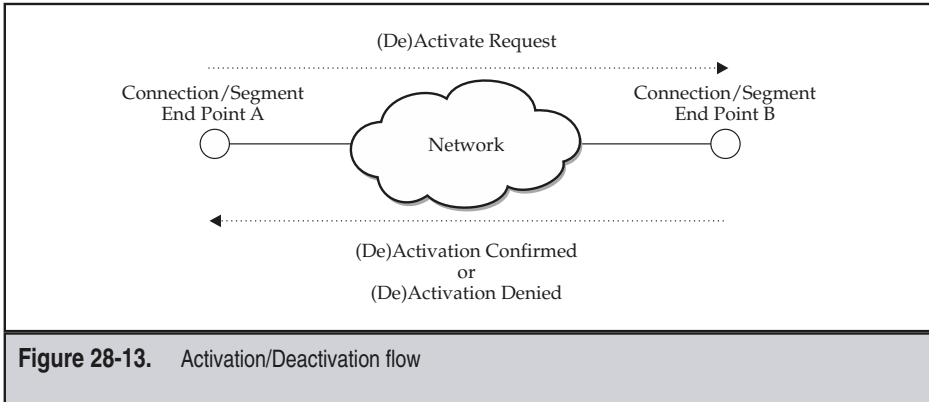 (De)Activate Request
Connection/Segment
End Point A
Connection/Segment
End Point B
Network
(De)Activation Confirmed
or
(De)Activation Denied
Figure 28-13. Activation/Deactivation flow